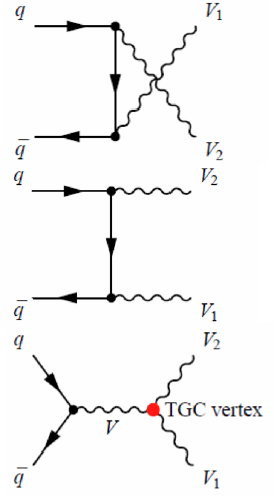 q V₁
q̅ V₂
q V₂
q̅ V₁
q V₂
V TGC vertex
q̅ V₁